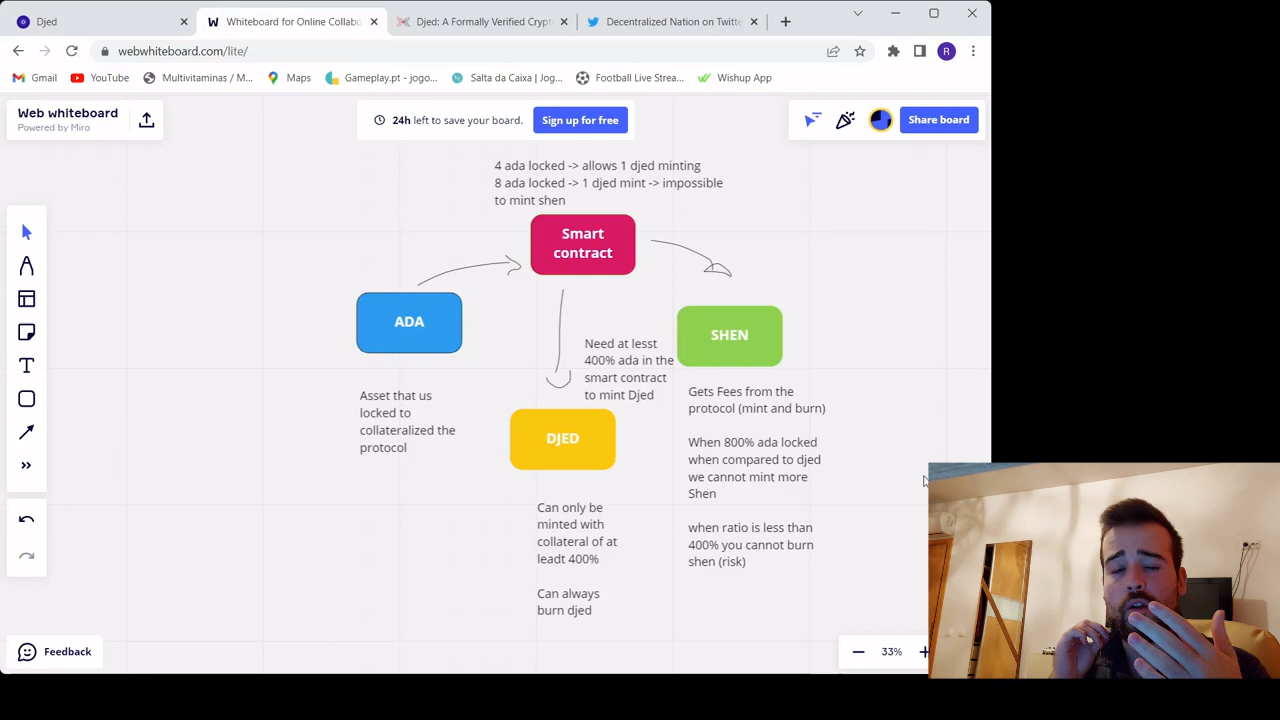 Djed
Whiteboard for Online Collabo
Djed: A Formally Verified Crypt
Decentralized Nation on Twitte
webwhiteboard.com/lite/
R
Gmail
YouTube
Multivitaminas / M...
Maps
Gameplay.pt - jogo...
Salta da Caixa | Jog...
Football Live Strea...
Wishup App
Web whiteboard
Powered by Miro
24h left to save your board.
Sign up for free
Share board
4 ada locked -> allows 1 djed minting
8 ada locked -> 1 djed mint -> impossible
to mint shen
Smart
contract
ADA
SHEN
Need at lesst
400% ada in the
smart contract
to mint Djed
Asset that us
locked to
collateralized the
protocol
DJED
Gets Fees from the
protocol (mint and burn)
When 800% ada locked
when compared to djed
we cannot mint more
Shen
when ratio is less than
400% you cannot burn
shen (risk)
Can only be
minted with
collateral of at
leadt 400%
Can always
burn djed
Feedback
33%